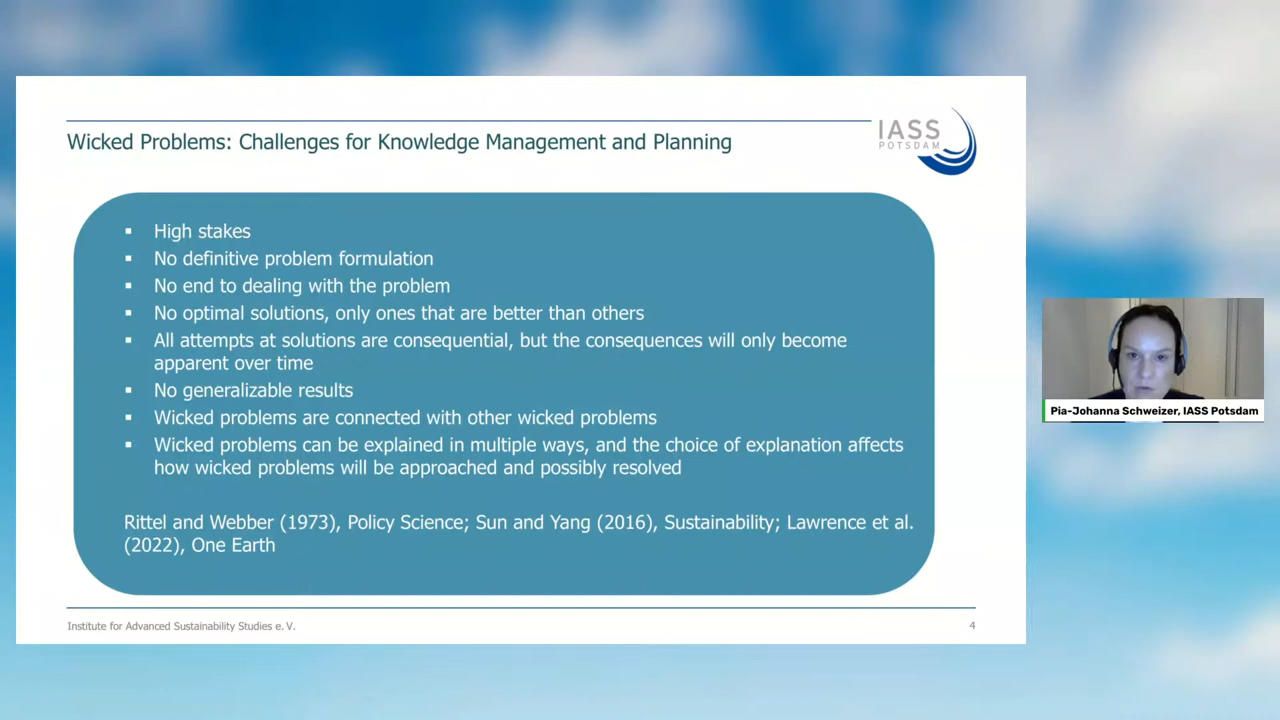 Wicked Problems: Challenges for Knowledge Management and Planning
IASS
POTSDAM
▪ High stakes
▪ No definitive problem formulation
▪ No end to dealing with the problem
▪ No optimal solutions, only ones that are better than others
▪ All attempts at solutions are consequential, but the consequences will only become
apparent over time
▪ No generalizable results
▪ Wicked problems are connected with other wicked problems
▪ Wicked problems can be explained in multiple ways, and the choice of explanation affects
how wicked problems will be approached and possibly resolved
Rittel and Webber (1973), Policy Science; Sun and Yang (2016), Sustainability; Lawrence et al.
(2022), One Earth
Institute for Advanced Sustainability Studies e. V.
4
Pia-Johanna Schweizer, IASS Potsdam